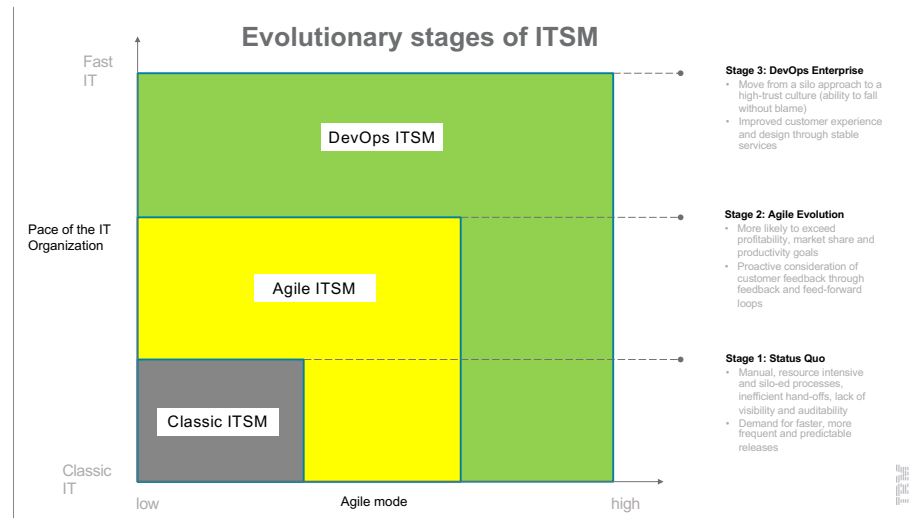 Evolutionary stages of ITSM
Fast
IT
Pace of the IT
Organization
Classic
IT
DevOps ITSM
Agile ITSM
Classic ITSM
low
Agile mode
high
Stage 3: DevOps Enterprise
• Move from a silo approach to a
high-trust culture (ability to fall
without blame)
• Improved customer experience
and design through stable
services
Stage 2: Agile Evolution
• More likely to exceed
profitability, market share and
productivity goals
• Proactive consideration of
customer feedback through
feedback and feed-forward
loops
Stage 1: Status Quo
• Manual, resource intensive
and silo-ed processes,
inefficient hand-offs, lack of
visibility and auditability
• Demand for faster, more
frequent and predictable
releases
IBM